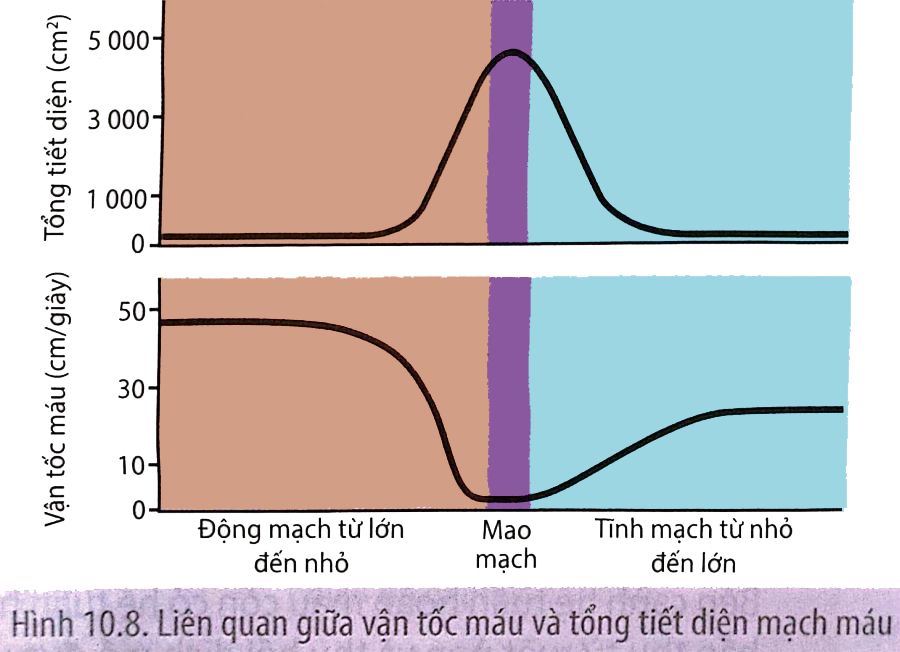 Tổng tiết diện (cm²)
5 000
3 000
1 000
0
Vận tốc máu (cm/giây)
50
30
10
0
Động mạch từ lớn
đến nhỏ
Mao
mạch
Tĩnh mạch từ nhỏ
đến lớn
Hình 10.8. Liên quan giữa vận tốc máu và tổng tiết diện mạch máu